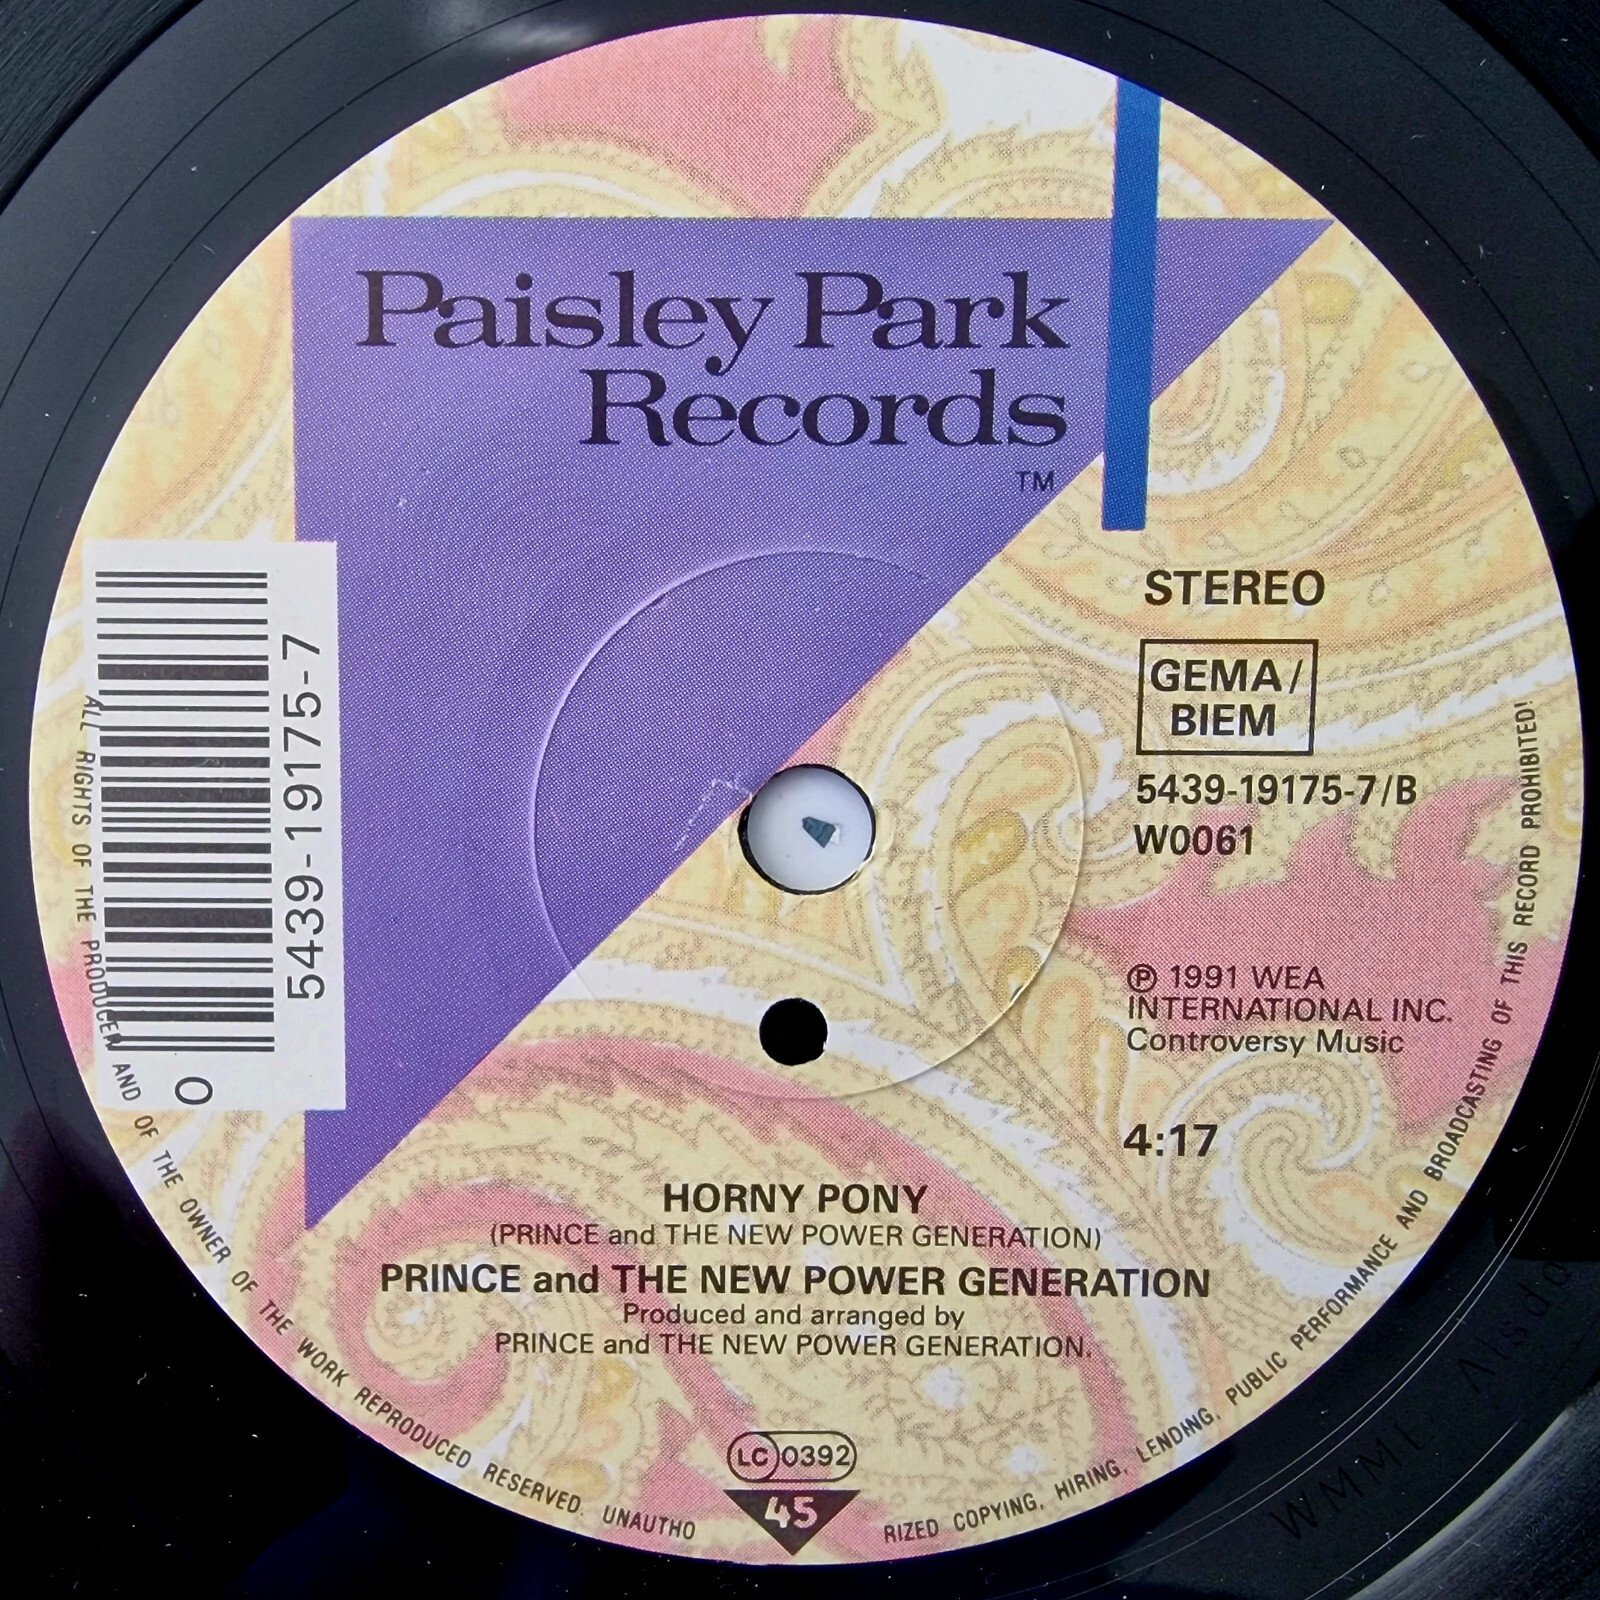 Paisley Park
Records
TM
STEREO
GEMA/
BIEM
5439-19175-7/B
W0061
5439-19175-7
0
℗ 1991 WEA
INTERNATIONAL INC.
Controversy Music
4:17
HORNY PONY
(PRINCE and THE NEW POWER GENERATION)
PRINCE and THE NEW POWER GENERATION
Produced and arranged by
PRINCE and THE NEW POWER GENERATION.
LC 0392
45
ALL RIGHTS OF THE PRODUCER AND OF THE OWNER OF THE WORK REPRODUCED RESERVED. UNAUTHO RIZED COPYING, HIRING, LENDING, PUBLIC PERFORMANCE AND BROADCASTING OF THIS RECORD PROHIBITED!